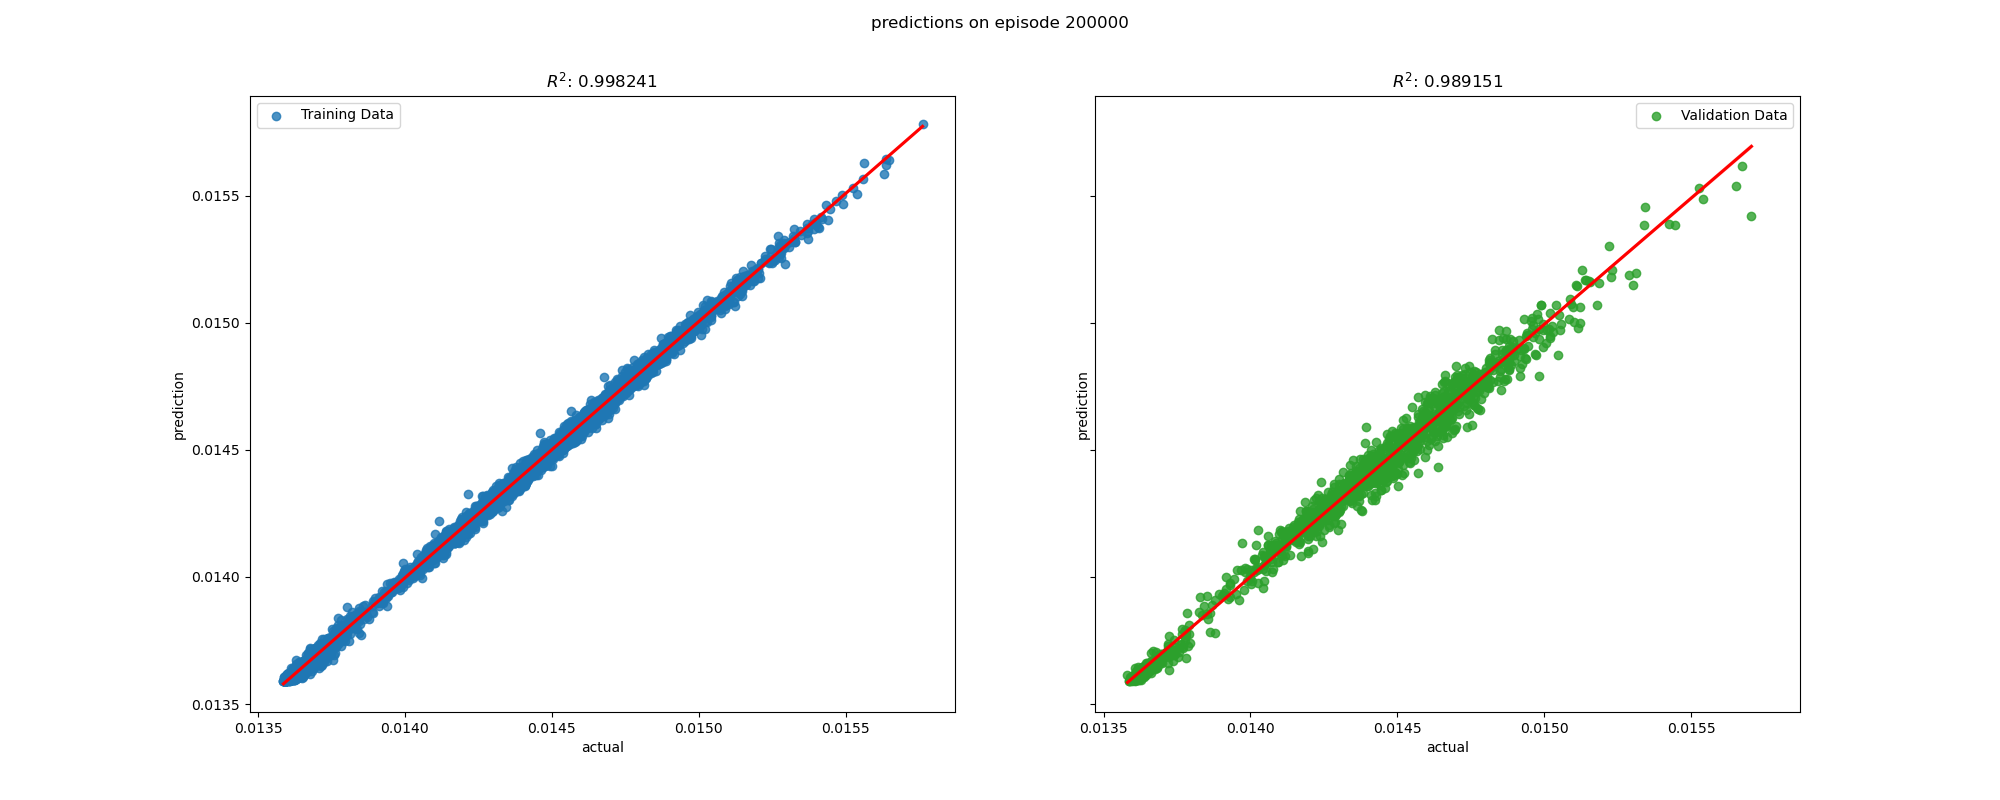 predictions on episode 200000
R²: 0.998241
Training Data
0.0155
0.0150
0.0145
0.0140
0.0135
prediction
0.0135 0.0140 0.0145 0.0150 0.0155
actual
R²: 0.989151
Validation Data
prediction
0.0135 0.0140 0.0145 0.0150 0.0155
actual